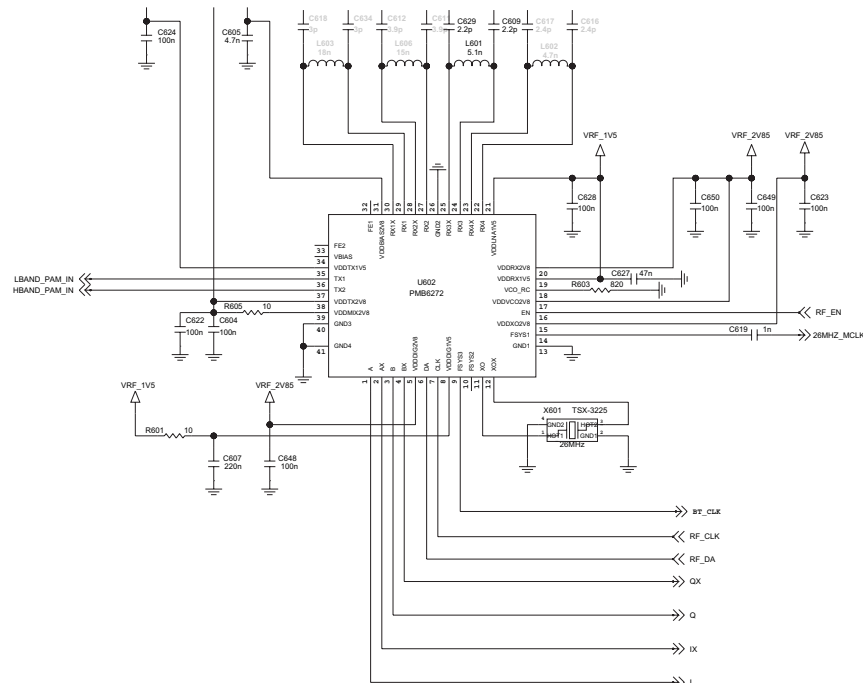 C624
100n
C605
4.7n
C618
3p
C634
3p
C612
3.9p
C629
2.2p
C609
2.2p
C617
2.4p
C616
2.4p
L603
18n
L606
15n
L601
5.1n
L602
4.7n
VRF_1V5
VRF_2V85
VRF_2V85
C628
100n
C650
100n
C649
100n
C623
100n
32
31
30
29
28
27
26
25
24
23
22
21
FE1
VDDBIAS2V8
RX1X
RX1
RX2X
RX2
GND2
RX3X
RX3
RX4X
RX4
VDDLNA1V5
FE2
33
VBIAS
34
VDDTX1V5
35
TX1
36
TX2
37
VDDTX2V8
38
VDDMIX2V8
39
GND3
40
GND4
41
U602
PMB6272
VDDRX2V8
20
VDDRX1V5
19
VCO_RC
18
VDDVCO2V8
17
EN
16
VDDXO2V8
15
FSYS1
14
GND1
13
C627
47n
R603
820
LBAND_PAM_IN
HBAND_PAM_IN
R605
10
C622
100n
C604
100n
RF_EN
C619
1n
26MHZ_MCLK
A
AX
B
BX
VDDDIG2V8
DA
CLK
VDDDIG1V5
FSYS3
FSYS2
XO
XOX
1
2
3
4
5
6
7
8
9
10
11
12
VRF_1V5
VRF_2V85
R601
10
C607
220n
C648
100n
X601
TSX-3225
4
GND2
HOT2
3
1
HOT1
GND1
2
26MHz
BT_CLK
RF_CLK
RF_DA
QX
Q
IX
I